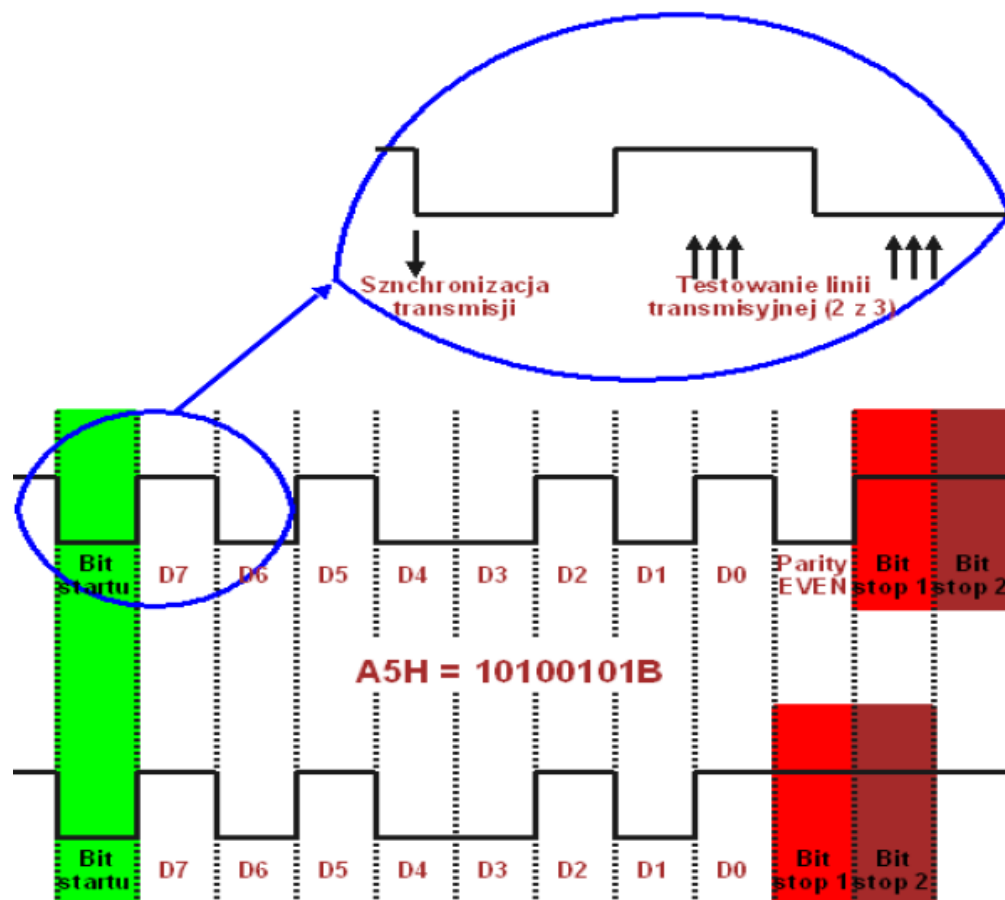 Sznchronizacja
transmisji
Testowanie linii
transmisyjnej (2 z 3)
Bit
startu
D7
D6
D5
D4
D3
D2
D1
D0
Parity
EVEN
Bit
stop 1
Bit
stop 2
A5H = 10100101B
Bit
startu
D7
D6
D5
D4
D3
D2
D1
D0
Bit
stop 1
Bit
stop 2